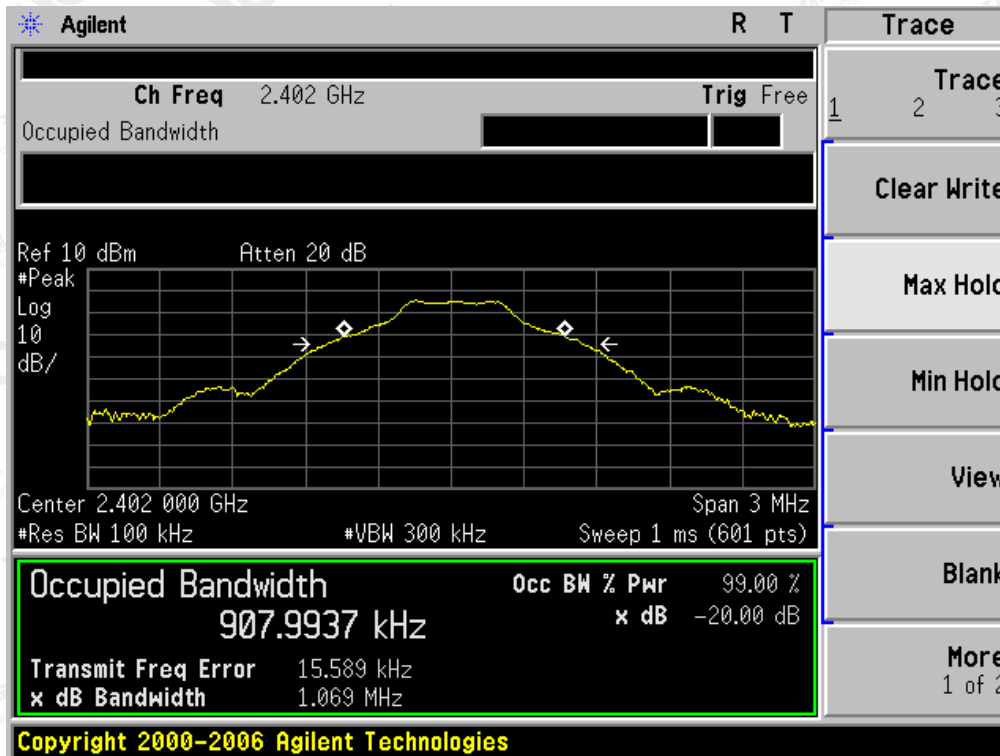 Agilent R T Trace
Ch Freq 2.402 GHz Trig Free
Occupied Bandwidth
Trace
1 2 3
Clear Write
Ref 10 dBm Atten 20 dB
#Peak
Log
10
dB/
Max Hold
Min Hold
View
Center 2.402 000 GHz Span 3 MHz
#Res BW 100 kHz #VBW 300 kHz Sweep 1 ms (601 pts)
Occupied Bandwidth
907.9937 kHz
Occ BW % Pwr 99.00 %
x dB -20.00 dB
Transmit Freq Error 15.589 kHz
x dB Bandwidth 1.069 MHz
Blank
More
1 of 2
Copyright 2000-2006 Agilent Technologies